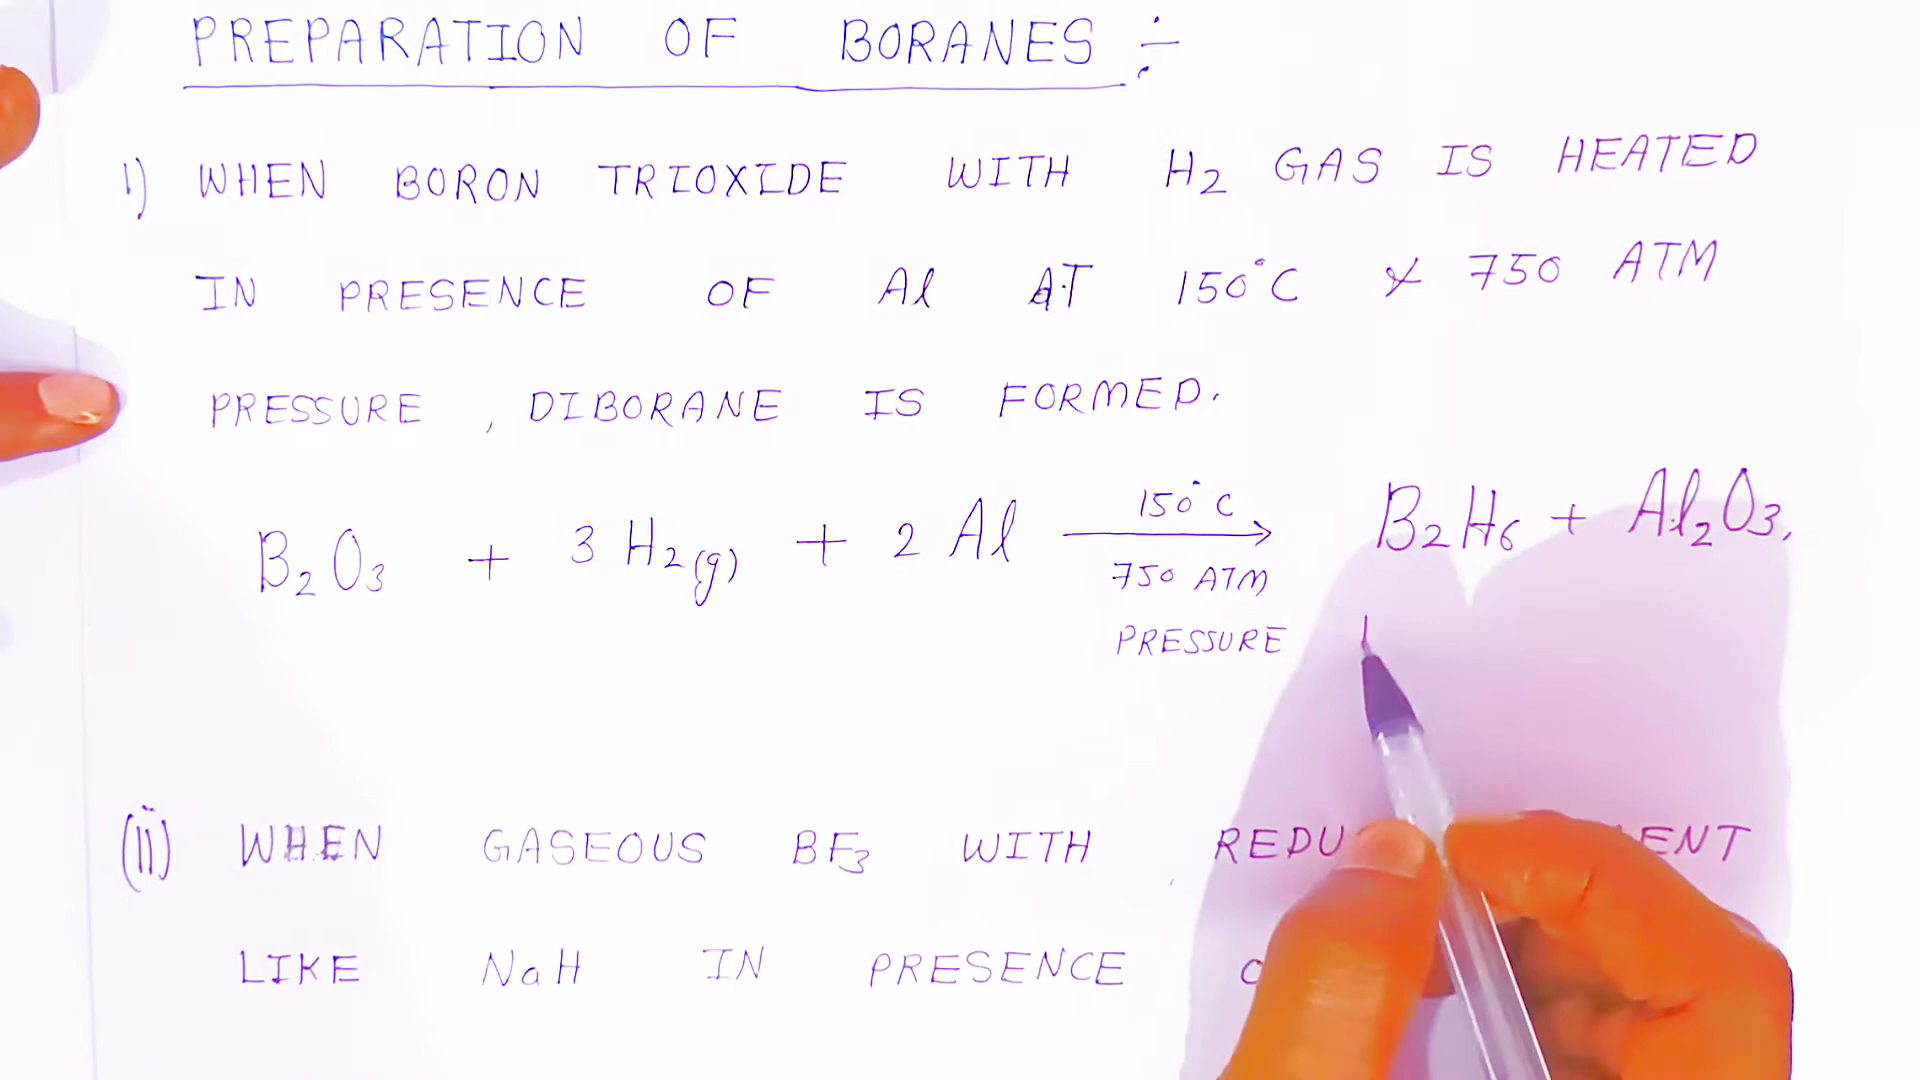 PREPARATION OF BORANES :-
1) WHEN BORON TRIOXIDE WITH H2 GAS IS HEATED
IN PRESENCE OF Al AT 150°C & 750 ATM
PRESSURE, DIBORANE IS FORMED.
B2O3 + 3 H2(g) + 2 Al 150°C → B2H6 + Al2O3,
750 ATM
PRESSURE
(ii) WHEN GASEOUS BF3 WITH
LIKE NaH IN PRESENCE